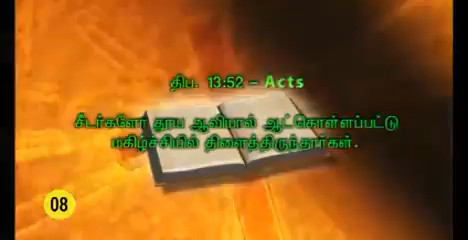 திப. 13:52 – Acts
சீடர்களோ தூய ஆவியால் ஆட்கொள்ளப்பட்டு
மகிழ்ச்சியில் திளைத்திருந்தார்கள்.
08